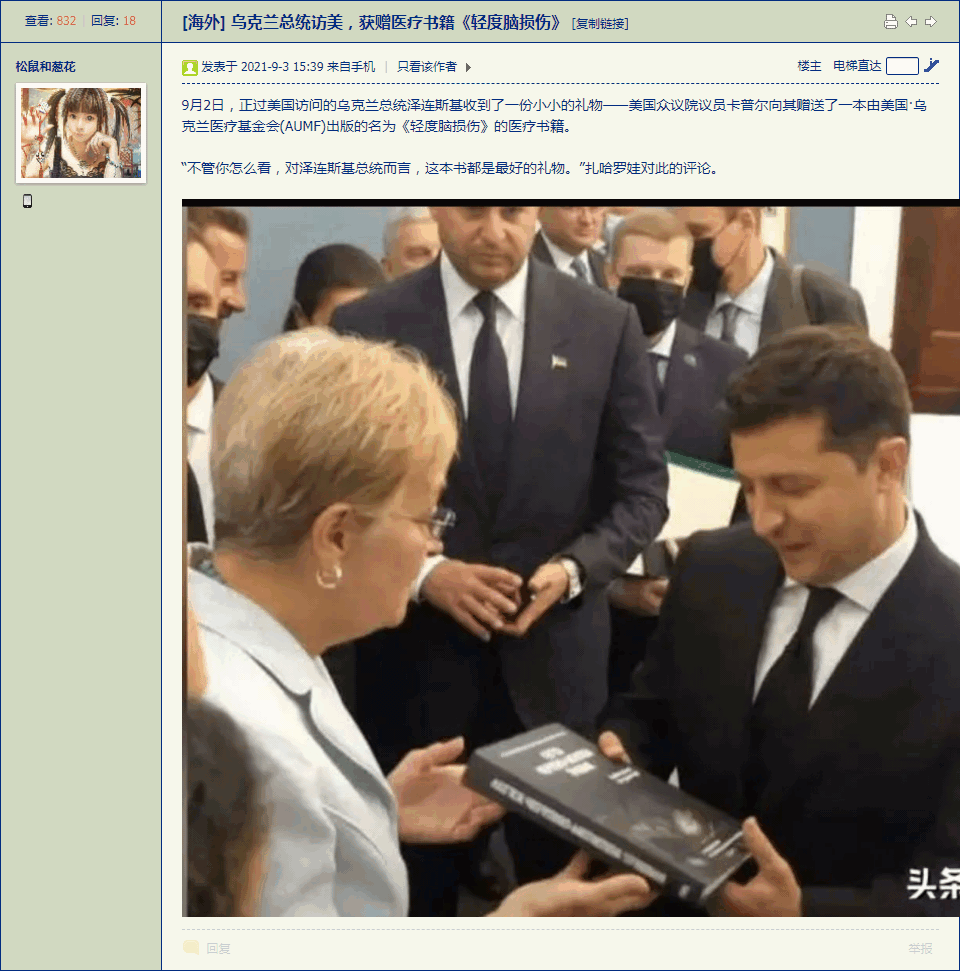 查看: 832 | 回复: 18
[海外] 乌克兰总统访美，获赠医疗书籍《轻度脑损伤》 [复制链接]
松鼠和葱花
发表于 2021-9-3 15:39 来自手机 | 只看该作者
楼主 电梯直达
9月2日，正过美国访问的乌克兰总统泽连斯基收到了一份小小的礼物——美国众议院议员卡普尔向其赠送了一本由美国·乌
克兰医疗基金会(AUMF)出版的名为《轻度脑损伤》的医疗书籍。
“不管你怎么看，对泽连斯基总统而言，这本书都是最好的礼物。”扎哈罗娃对此的评论。
头条
回复
举报